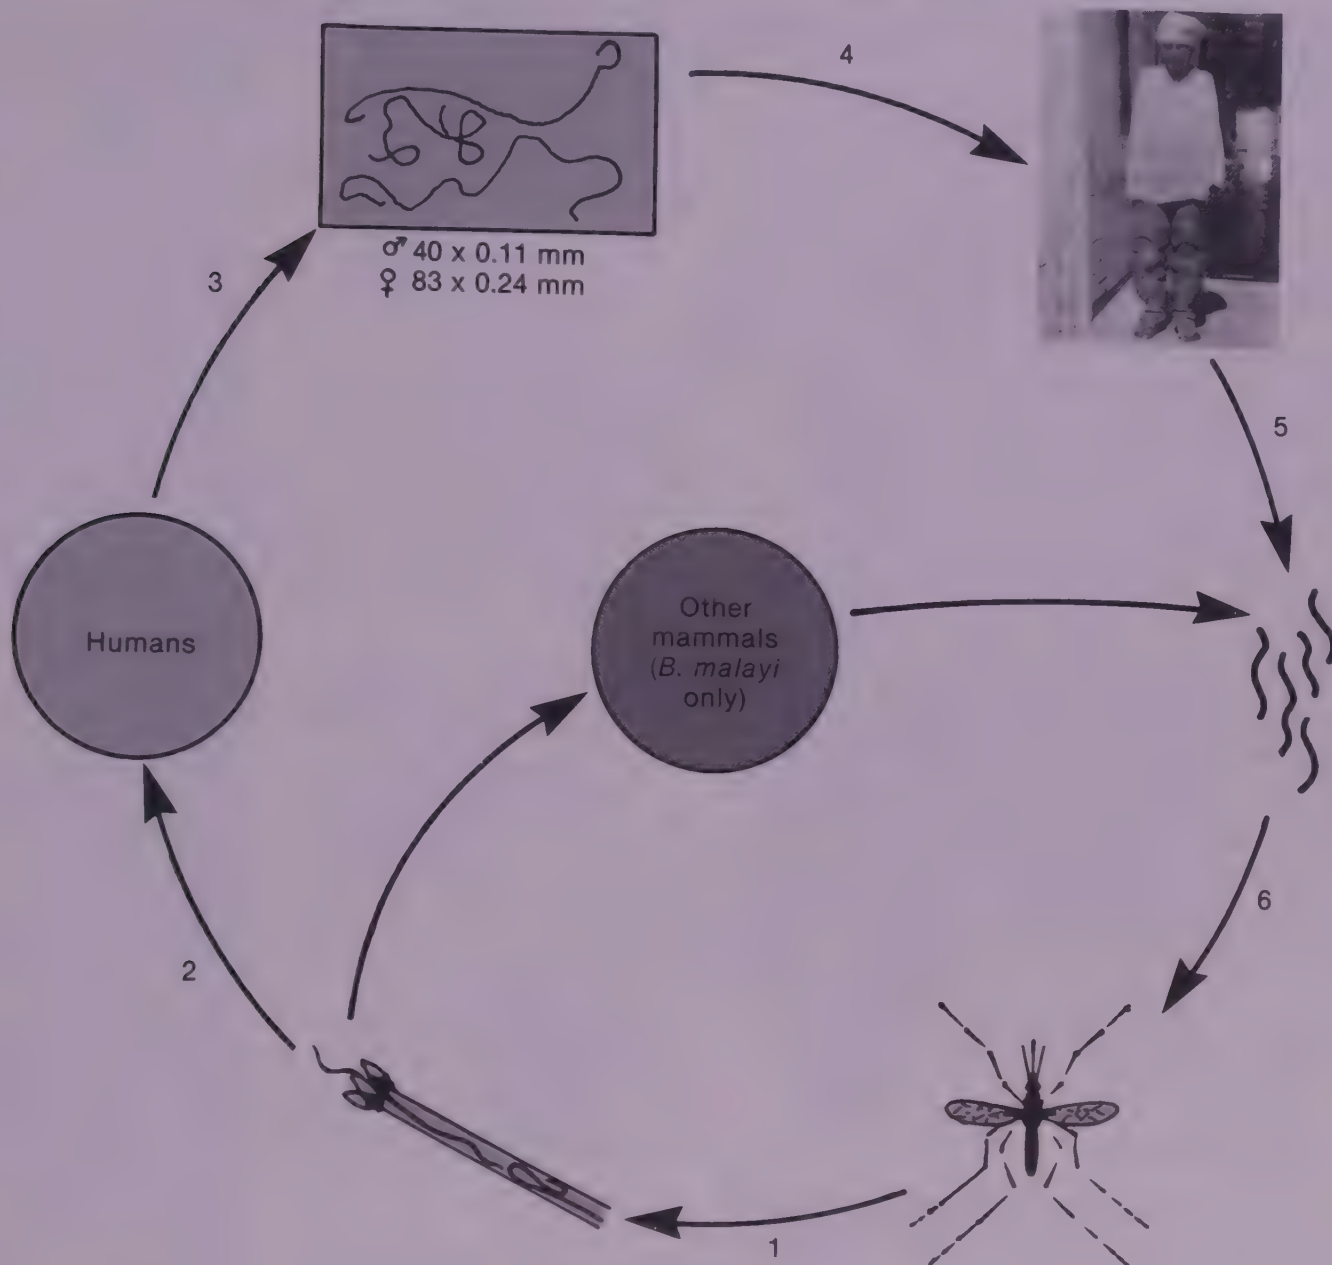 4
♂ 40 x 0.11 mm
♀ 83 x 0.24 mm
3
5
Humans
Other
mammals
(B. malayi
only)
6
2
1